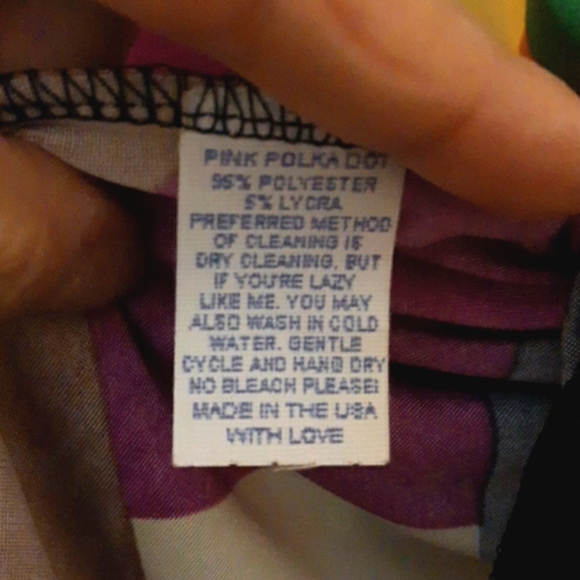 PINK POLKA DOT
95% POLYESTER
5% LYCRA
PREFERRED METHOD
OF CLEANING IS
DRY CLEANING, BUT
IF YOU'RE LAZY
LIKE ME, YOU MAY
ALSO WASH IN COLD
WATER. GENTLE
CYCLE AND HANG DRY
NO BLEACH PLEASE!
MADE IN THE USA
WITH LOVE